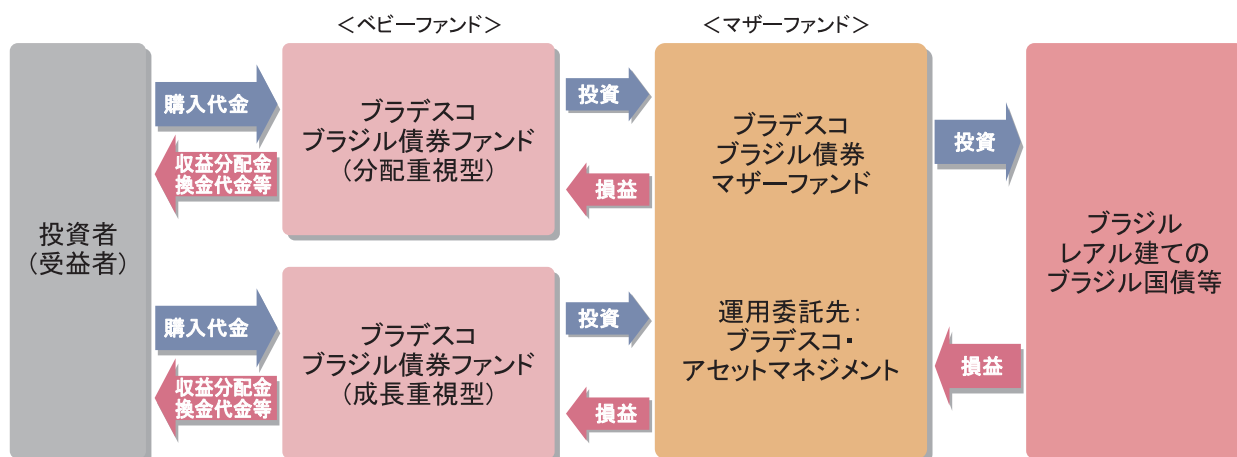 ＜ベビーファンド＞
＜マザーファンド＞
投資者
（受益者）
購入代金
収益分配金
換金代金等
ブラデスコ
ブラジル債券ファンド
（分配重視型）
投資
損益
購入代金
収益分配金
換金代金等
ブラデスコ
ブラジル債券ファンド
（成長重視型）
投資
損益
ブラデスコ
ブラジル債券
マザーファンド
運用委託先：
ブラデスコ・
アセットマネジメント
投資
損益
ブラジル
レアル建ての
ブラジル国債等